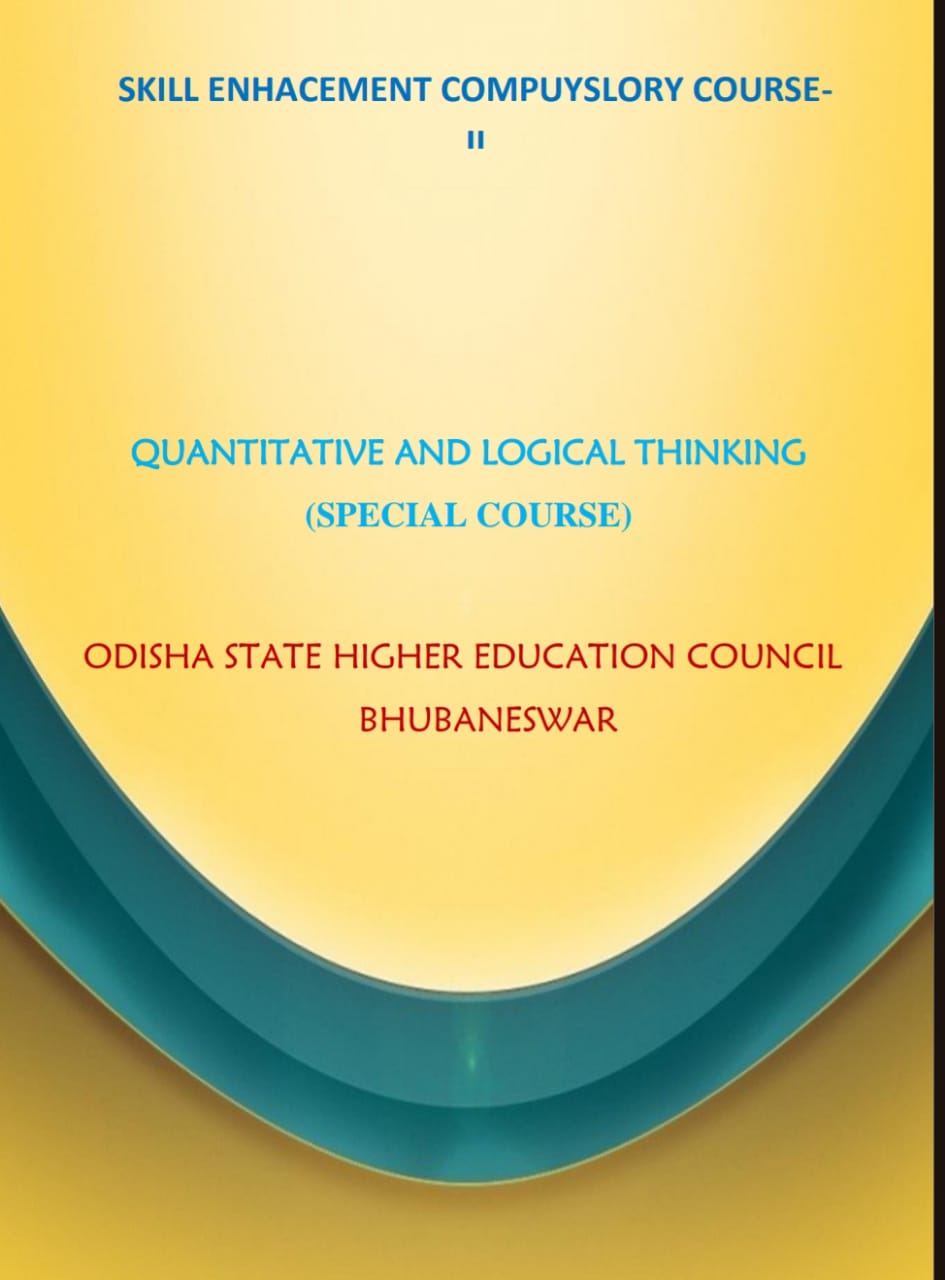 SKILL ENHACEMENT COMPUYSLORY COURSE-
II
QUANTITATIVE AND LOGICAL THINKING
(SPECIAL COURSE)
ODISHA STATE HIGHER EDUCATION COUNCIL
BHUBANESWAR